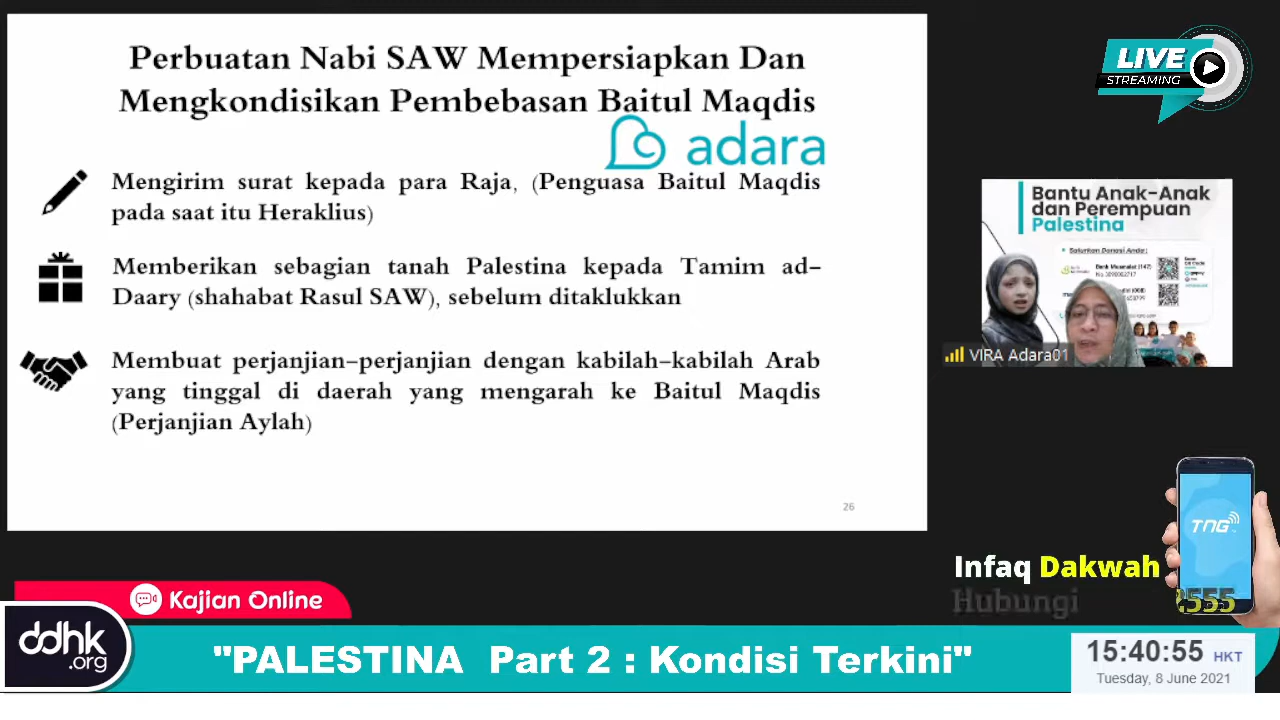 Perbuatan Nabi SAW Mempersiapkan Dan
Mengkondisikan Pembebasan Baitul Maqdis
adara
Mengirim surat kepada para Raja, (Penguasa Baitul Maqdis
pada saat itu Heraklius)
Memberikan sebagian tanah Palestina kepada Tamim ad–
Daary (shahabat Rasul SAW), sebelum ditaklukkan
Membuat perjanjian–perjanjian dengan kabilah–kabilah Arab
yang tinggal di daerah yang mengarah ke Baitul Maqdis
(Perjanjian Aylah)
26
LIVE
STREAMING
Bantu Anak-Anak
dan Perempuan
Palestina
Salurkan Donasi Anda:
VIRA Adara01
TNG
Infaq Dakwah
Hubungi
2555
Kajian Online
ddhk
.org
"PALESTINA Part 2 : Kondisi Terkini"
15:40:55 HKT
Tuesday, 8 June 2021